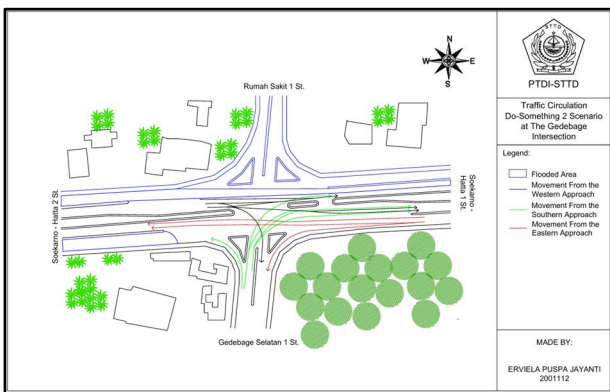 N
W
E
S
Rumah Sakit 1 St.
Soekarno - Hatta 2 St.
Soekarno -
Hatta 1 St.
Gedebage Selatan 1 St.
STTD
PTDI-STTD
Traffic Circulation
Do-Something 2 Scenario
at The Gedebage
Intersection
Legend:
Flooded Area
Movement From the
Western Approach
Movement From the
Southern Approach
Movement From the
Eastern Approach
MADE BY:
ERVIELA PUSPA JAYANTI
2001112